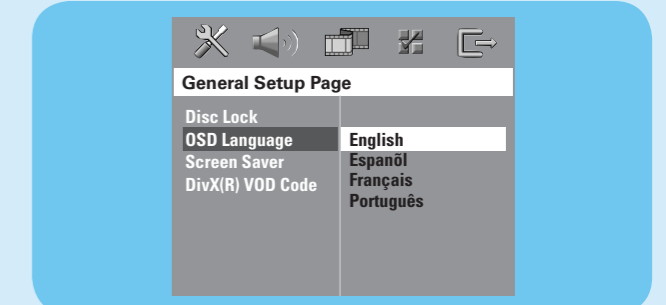 General Setup Page
Disc Lock
OSD Language
Screen Saver
DivX(R) VOD Code
English
Espanõl
Français
Português